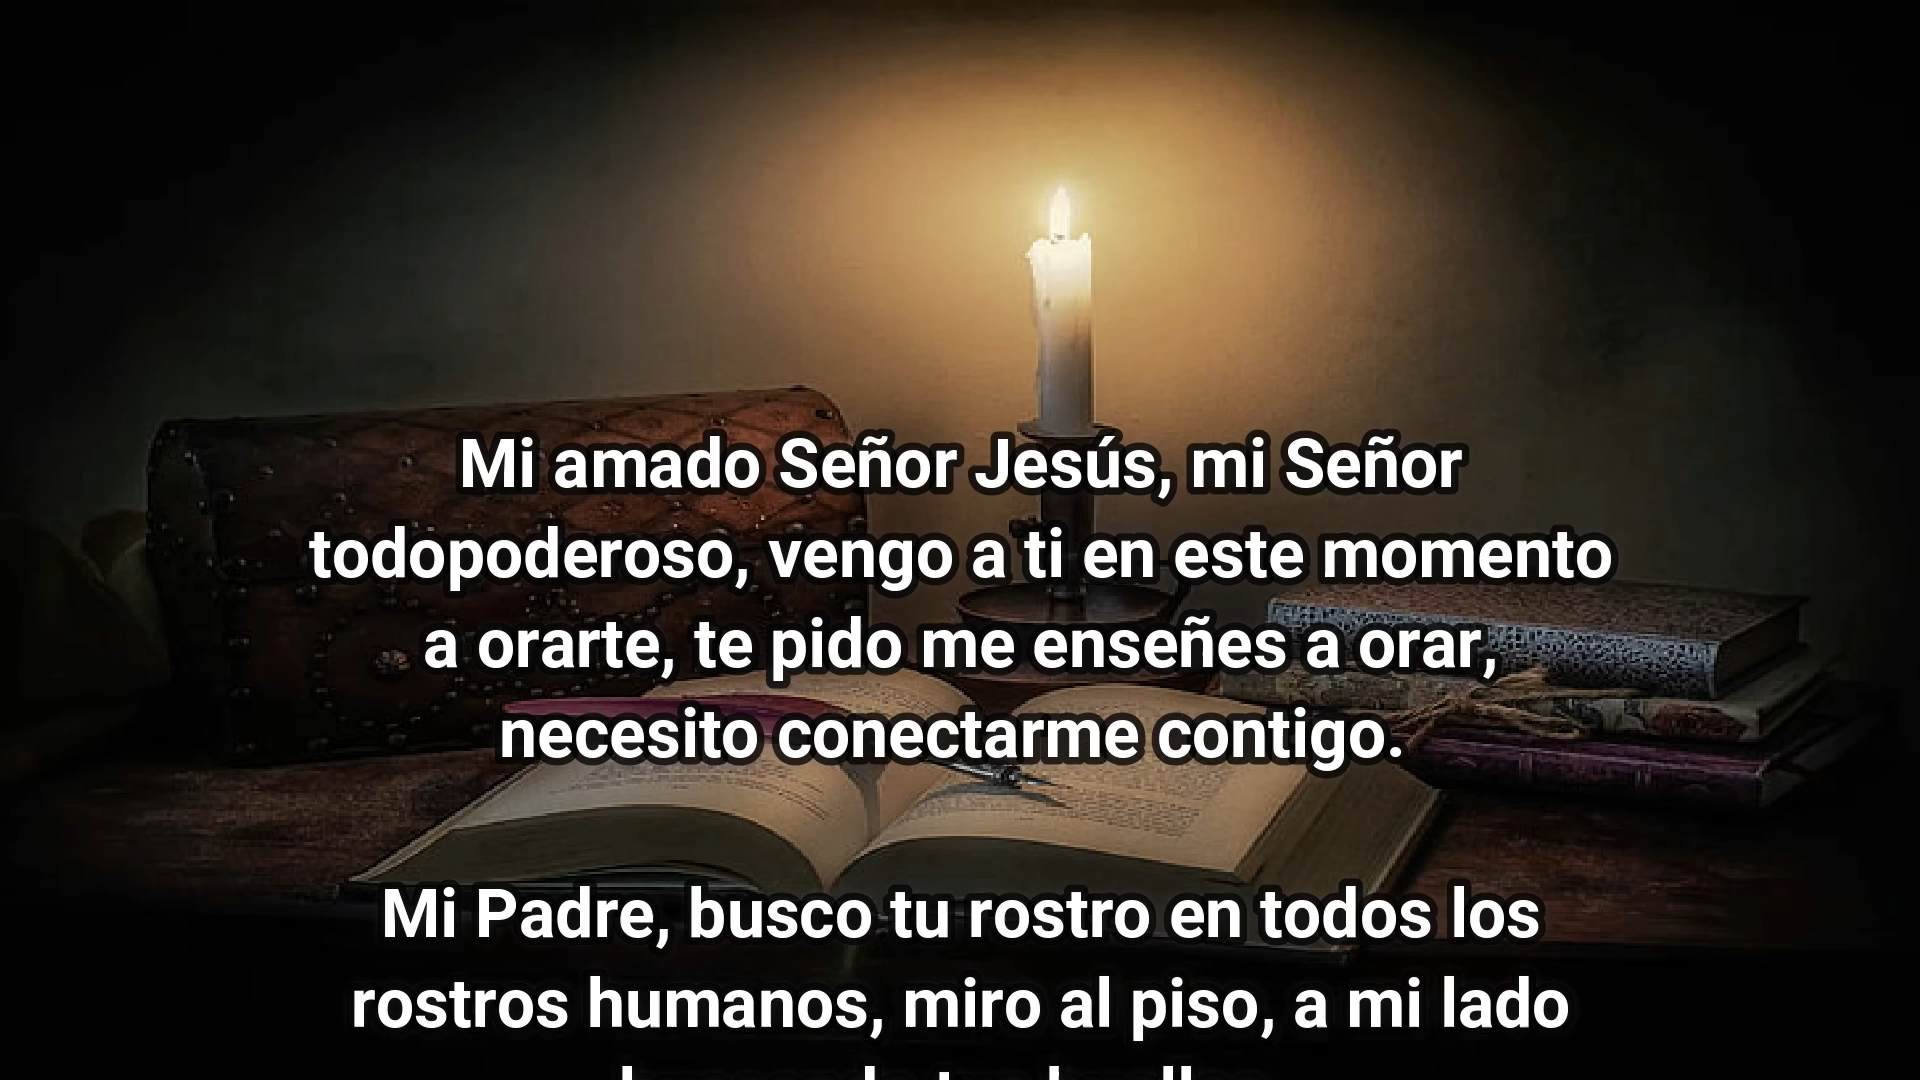 Mi amado Señor Jesús, mi Señor
todopoderoso, vengo a ti en este momento
a orarte, te pido me enseñes a orar,
necesito conectarme contigo.
Mi Padre, busco tu rostro en todos los
rostros humanos, miro al piso, a mi lado